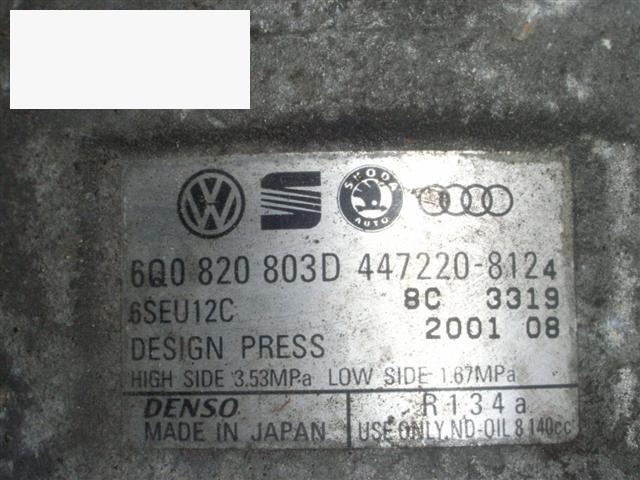 SKODA
AUTO
6Q0 820 803D 447220-8124
6SEU12C 8C 3319
2001 08
DESIGN PRESS
HIGH SIDE 3.53MPa LOW SIDE 1.67MPa
DENSO R134a
MADE IN JAPAN USE ONLY.ND-OIL 8 140cc